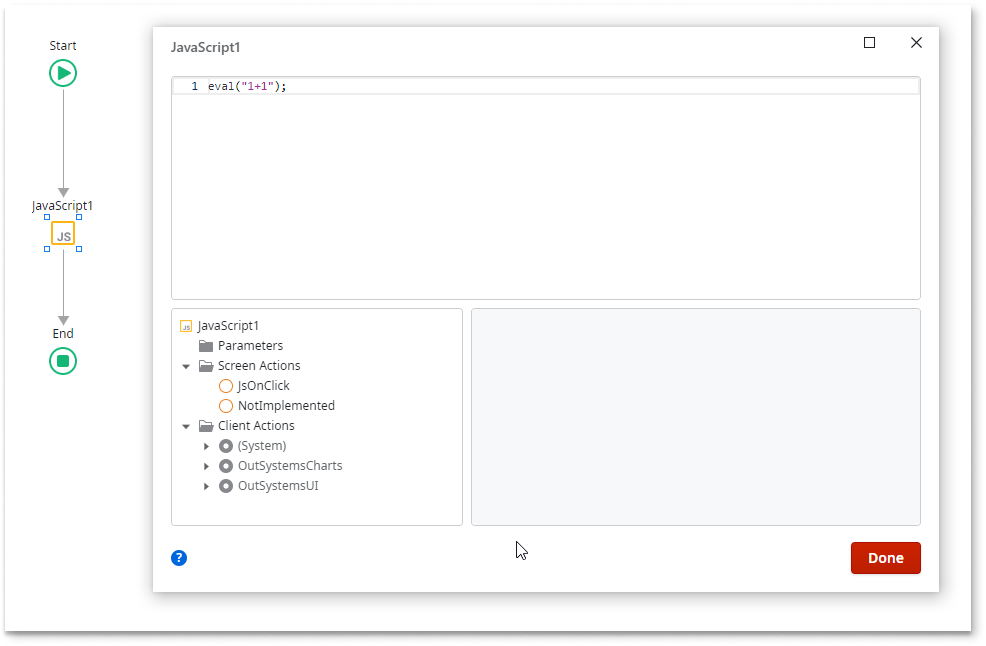 Start
JavaScript1
JS
End
JavaScript1
1 eval("1+1");
JS JavaScript1
Parameters
Screen Actions
JsOnClick
NotImplemented
Client Actions
(System)
OutSystemsCharts
OutSystemsUI
?
Done